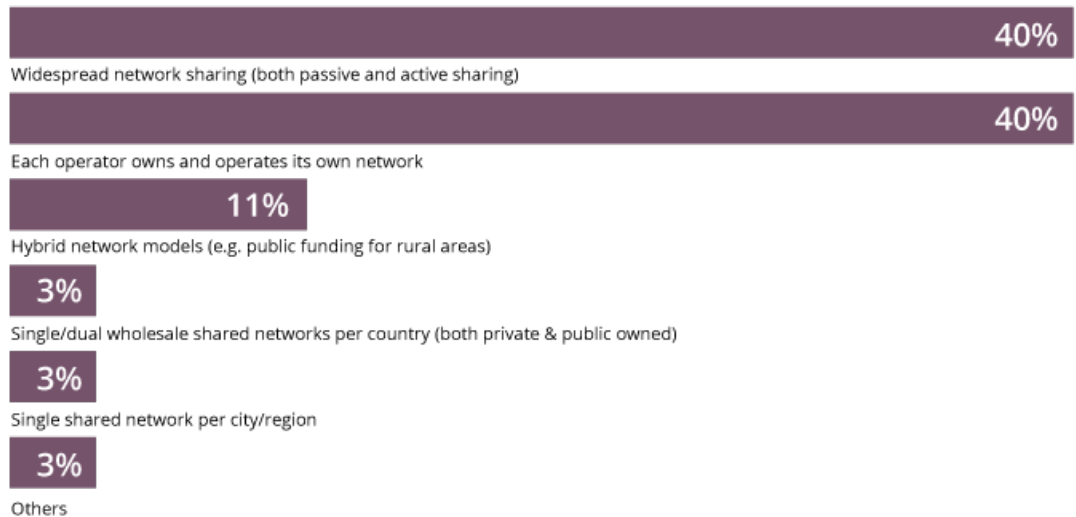 40%
Widespread network sharing (both passive and active sharing)
40%
Each operator owns and operates its own network
11%
Hybrid network models (e.g. public funding for rural areas)
3%
Single/dual wholesale shared networks per country (both private & public owned)
3%
Single shared network per city/region
3%
Others